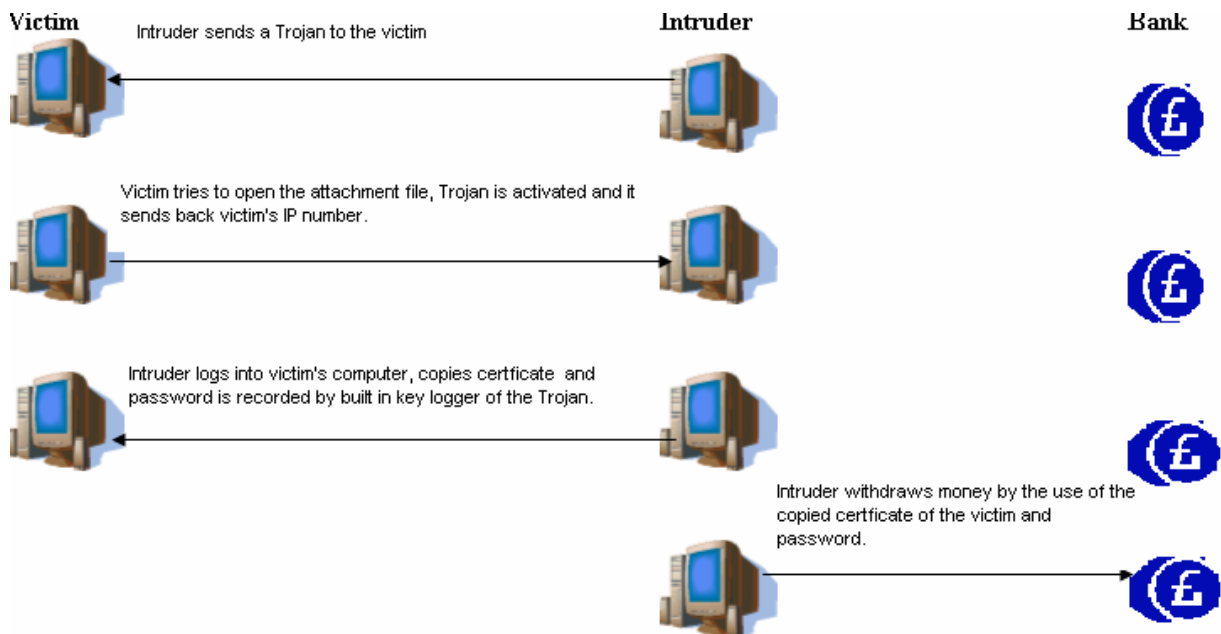 Victim
Intruder
Bank
Intruder sends a Trojan to the victim
£
Victim tries to open the attachment file, Trojan is activated and it
sends back victim's IP number.
£
Intruder logs into victim's computer, copies certficate and
password is recorded by built in key logger of the Trojan.
£
Intruder withdraws money by the use of the
copied certficate of the victim and
password.
£